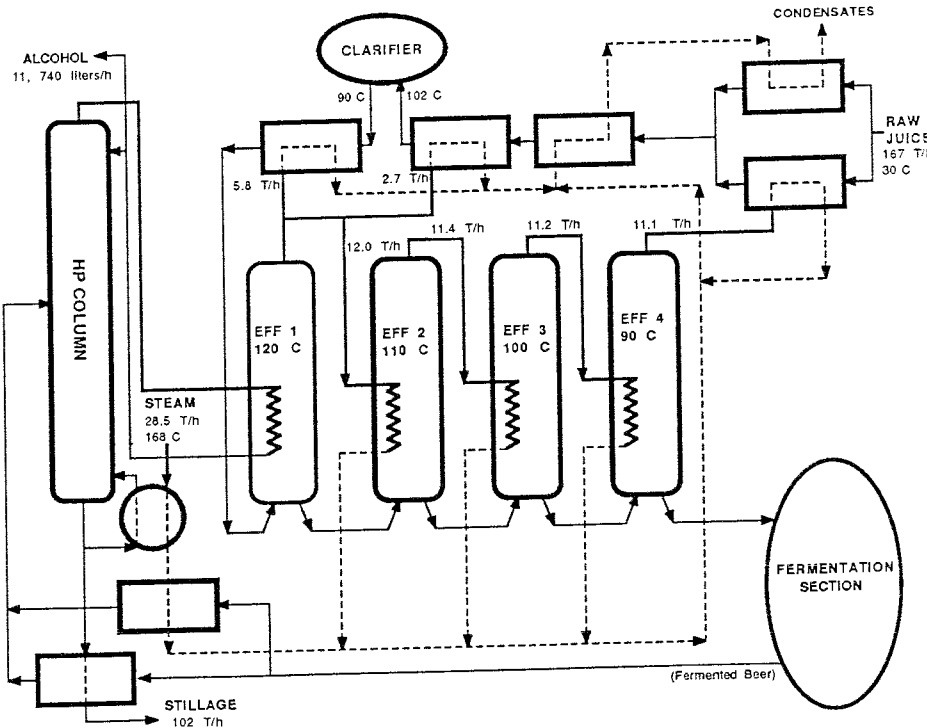 CONDENSATES
CLARIFIER
ALCOHOL
11, 740 liters/h
90 C
102 C
RAW
JUICE
167 T/
30 C
5.8 T/h
2.7 T/h
12.0 T/h
11.4 T/h
11.2 T/h
11.1 T/h
HP COLUMN
EFF 1
120 C
EFF 2
110 C
EFF 3
100 C
EFF 4
90 C
STEAM
28.5 T/h
168 C
FERMENTATION
SECTION
(Fermented Beer)
STILLAGE
102 T/h